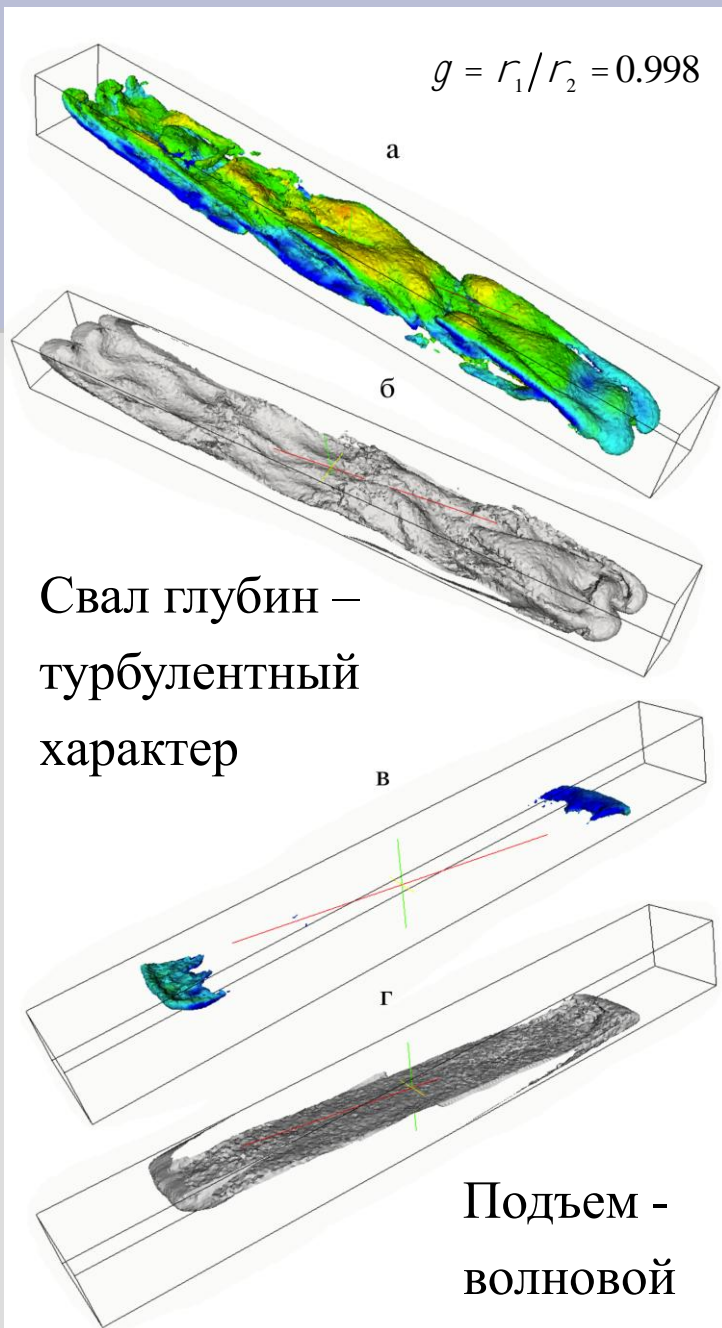 g = r₁/r₂ = 0.998
а
б
Свал глубин –
турбулентный
характер
в
г
Подъем -
волновой